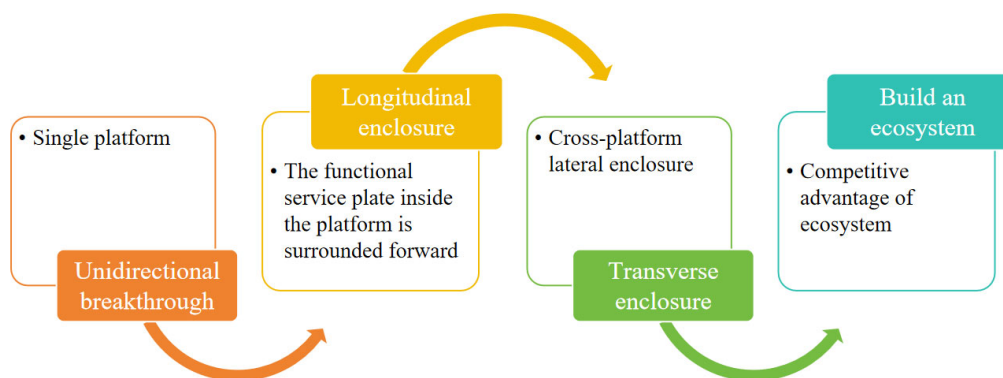 • Single platform
Unidirectional
breakthrough
Longitudinal
enclosure
• The functional
service plate inside
the platform is
surrounded forward
• Cross-platform
lateral enclosure
Transverse
enclosure
Build an
ecosystem
• Competitive
advantage of
ecosystem